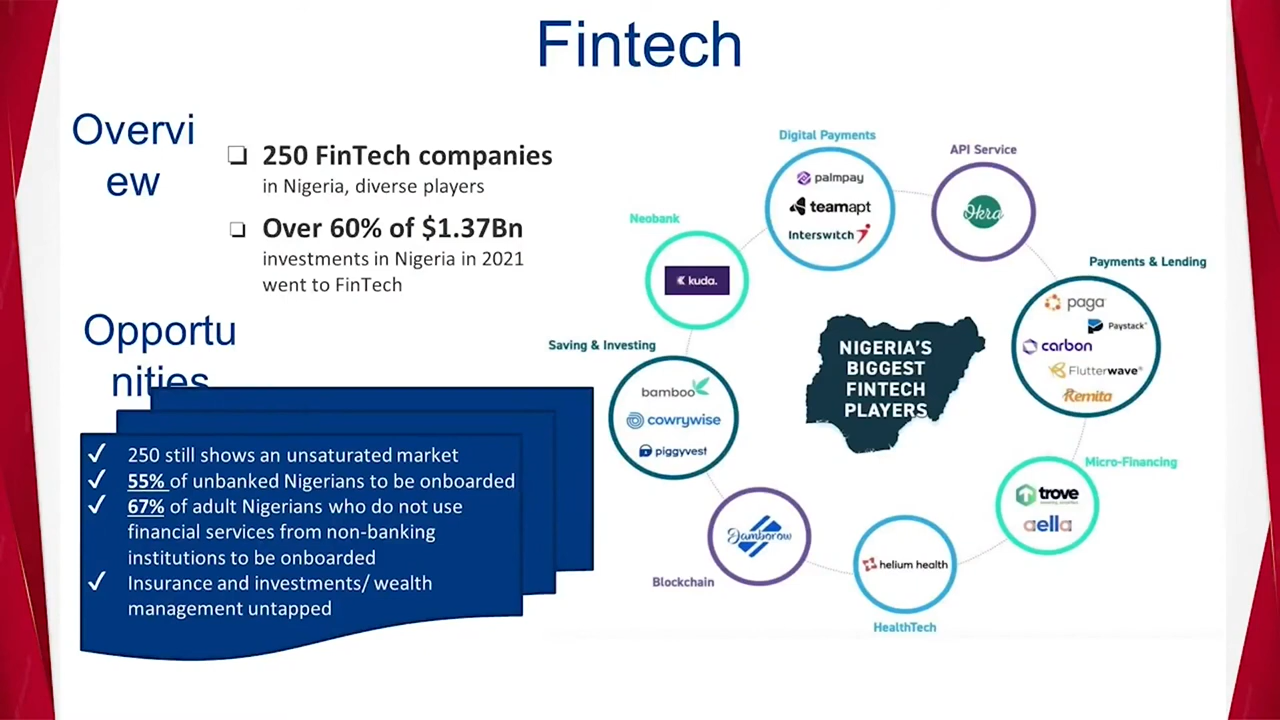 Fintech
Overvi
ew
250 FinTech companies
in Nigeria, diverse players
Over 60% of $1.37Bn
investments in Nigeria in 2021
went to FinTech
Opportu
nities
250 still shows an unsaturated market
55% of unbanked Nigerians to be onboarded
67% of adult Nigerians who do not use
financial services from non-banking
institutions to be onboarded
Insurance and investments/ wealth
management untapped
Digital Payments
palmpay
teamapt
Interswitch
API Service
Okra
Neobank
kuda.
Payments & Lending
paga
Paystack
carbon
Flutterwave®
Remita
Saving & Investing
bamboo
cowrywise
piggyvest
NIGERIA'S
BIGGEST
FINTECH
PLAYERS
Micro-Financing
trove
aella
Blockchain
Jamborow
helium health
HealthTech